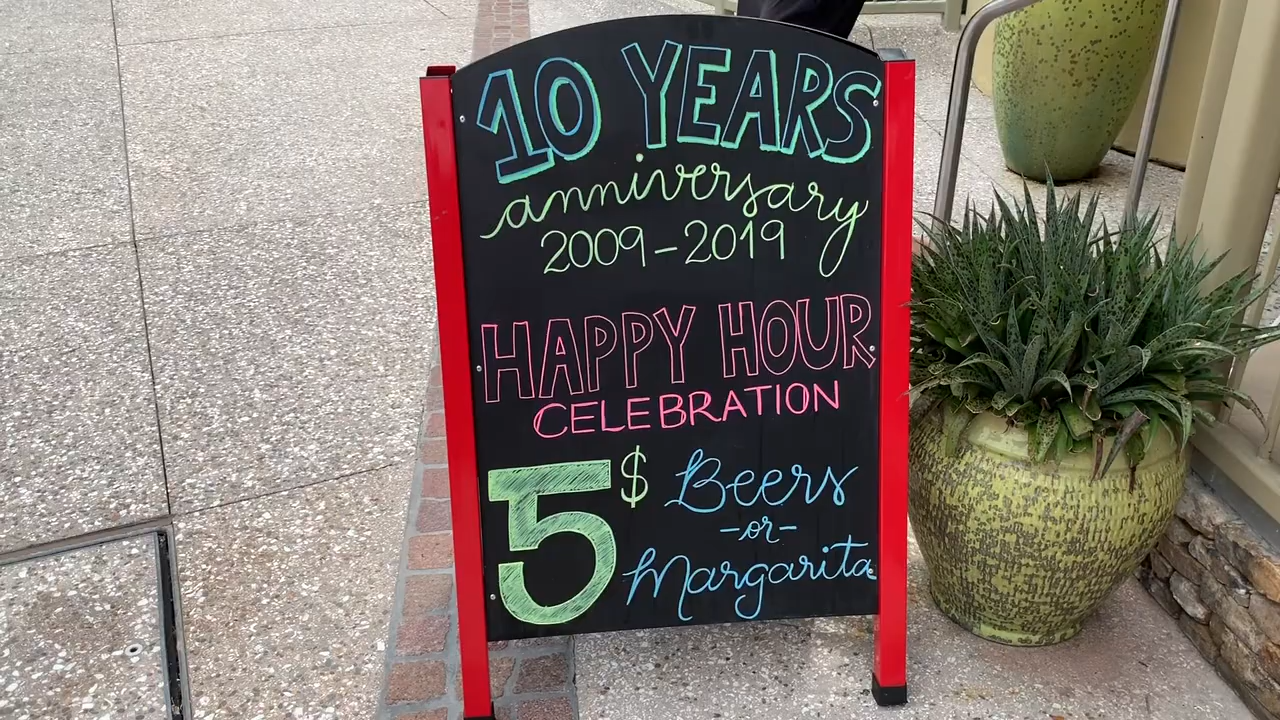 10 YEARS
anniversary
2009-2019
HAPPY HOUR
CELEBRATION
5$ Beers
-or-
Margarita